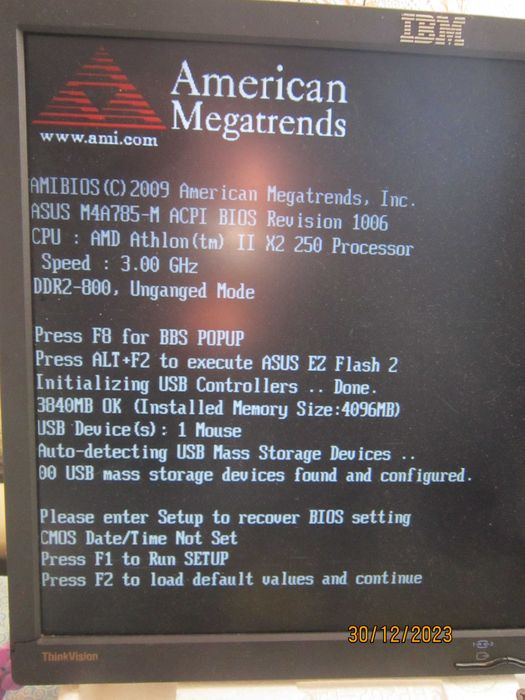 IBM
American
Megatrends
www.ami.com
AMIBIOS(C)2009 American Megatrends, Inc.
ASUS M4A785-M ACPI BIOS Revision 1006
CPU : AMD Athlon(tm) II X2 250 Processor
Speed : 3.00 GHz
DDR2-800, Unganged Mode
Press F8 for BBS POPUP
Press ALT+F2 to execute ASUS EZ Flash 2
Initializing USB Controllers .. Done.
3840MB OK (Installed Memory Size:4096MB)
USB Device(s): 1 Mouse
Auto-detecting USB Mass Storage Devices ..
00 USB mass storage devices found and configured.
Please enter Setup to recover BIOS setting
CMOS Date/Time Not Set
Press F1 to Run SETUP
Press F2 to load default values and continue
30/12/2023
ThinkVision